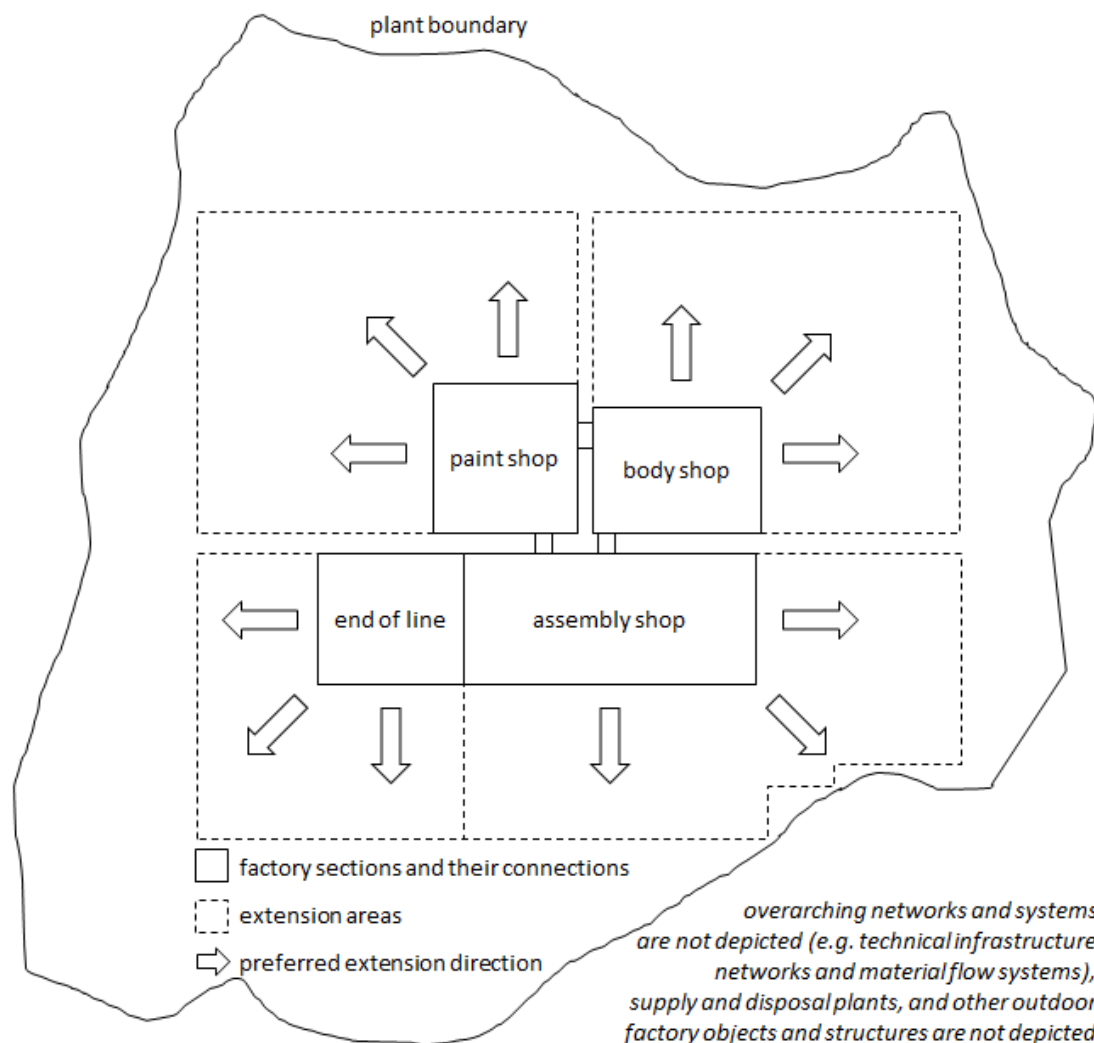 plant boundary
paint shop
body shop
end of line
assembly shop
factory sections and their connections
extension areas
preferred extension direction
overarching networks and systems
are not depicted (e.g. technical infrastructure
networks and material flow systems),
supply and disposal plants, and other outdoor
factory objects and structures are not depicted